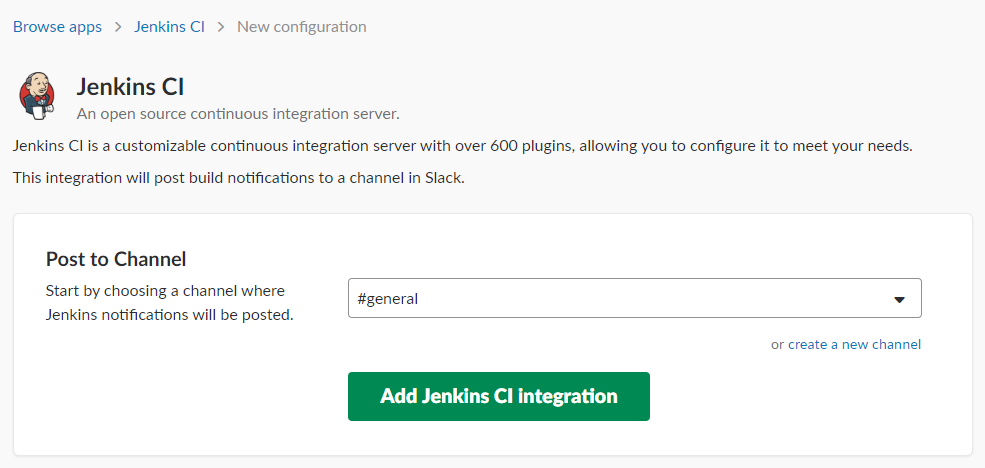 Browse apps > Jenkins CI > New configuration
Jenkins CI
An open source continuous integration server.
Jenkins CI is a customizable continuous integration server with over 600 plugins, allowing you to configure it to meet your needs.
This integration will post build notifications to a channel in Slack.
Post to Channel
Start by choosing a channel where
Jenkins notifications will be posted.
#general
or create a new channel
Add Jenkins CI integration